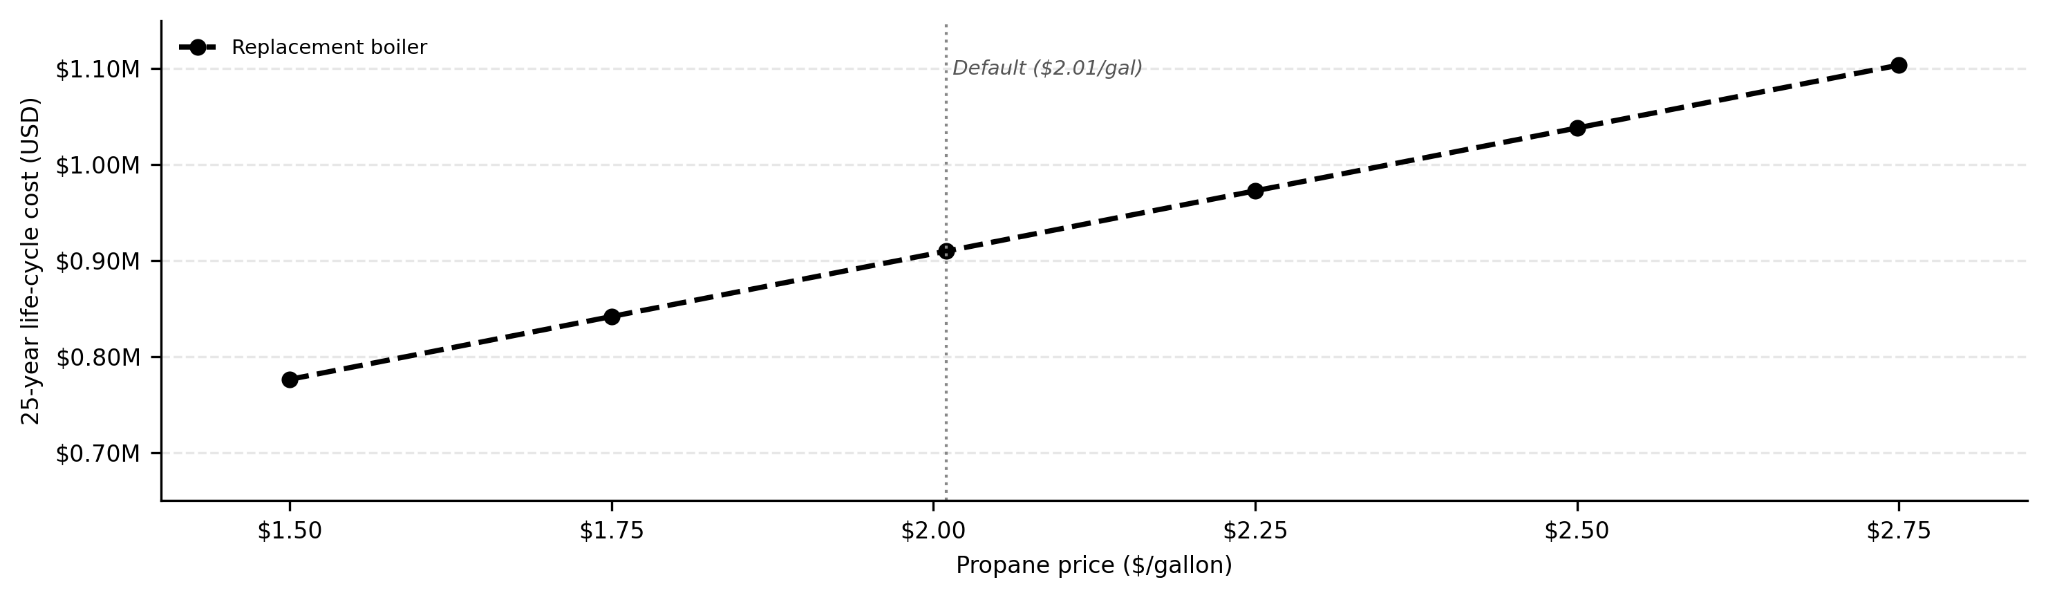 Replacement boiler
Default ($2.01/gal)
25-year life-cycle cost (USD)
$1.10M
$1.00M
$0.90M
$0.80M
$0.70M
$1.50
$1.75
$2.00
$2.25
$2.50
$2.75
Propane price ($/gallon)